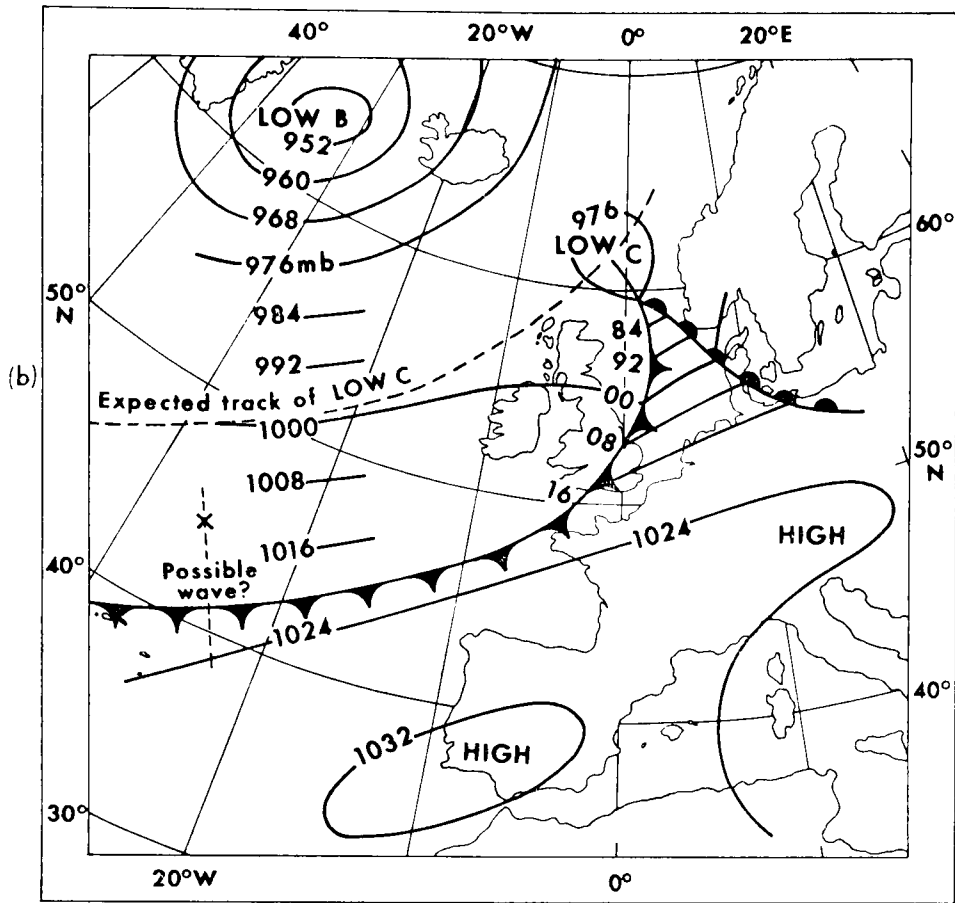 40° 20°W 0° 20°E
LOW B
952
960
968
976mb
976
LOW C
60°
50°
N
984
84
992
92
(b)
Expected track of LOW C
00
1000
08
50°
N
1008
16
1024
HIGH
1016
Possible
wave?
40°
1024
40°
1032
HIGH
30°
20°W 0°